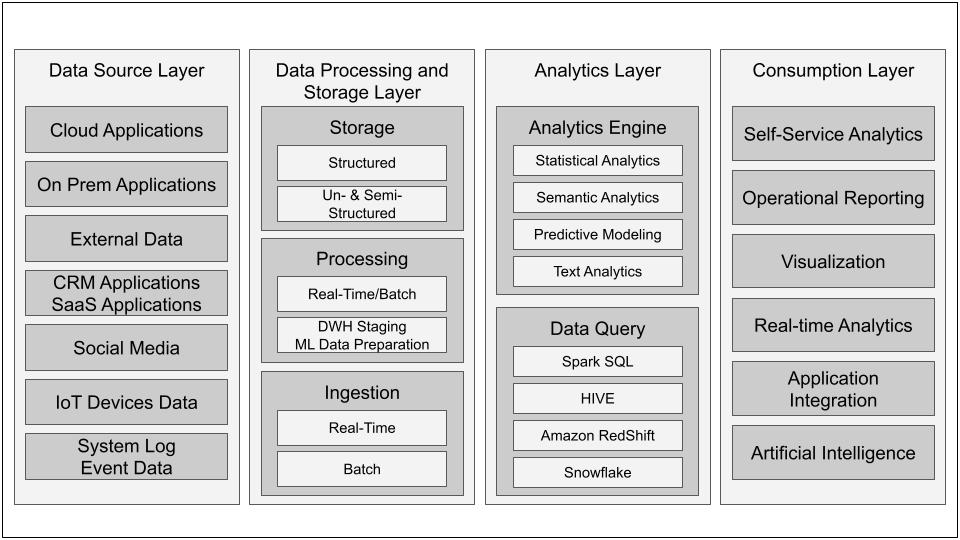 Data Source Layer
Cloud Applications
On Prem Applications
External Data
CRM Applications
SaaS Applications
Social Media
IoT Devices Data
System Log
Event Data
Data Processing and
Storage Layer
Storage
Structured
Un- & Semi-
Structured
Processing
Real-Time/Batch
DWH Staging
ML Data Preparation
Ingestion
Real-Time
Batch
Analytics Layer
Analytics Engine
Statistical Analytics
Semantic Analytics
Predictive Modeling
Text Analytics
Data Query
Spark SQL
HIVE
Amazon RedShift
Snowflake
Consumption Layer
Self-Service Analytics
Operational Reporting
Visualization
Real-time Analytics
Application
Integration
Artificial Intelligence